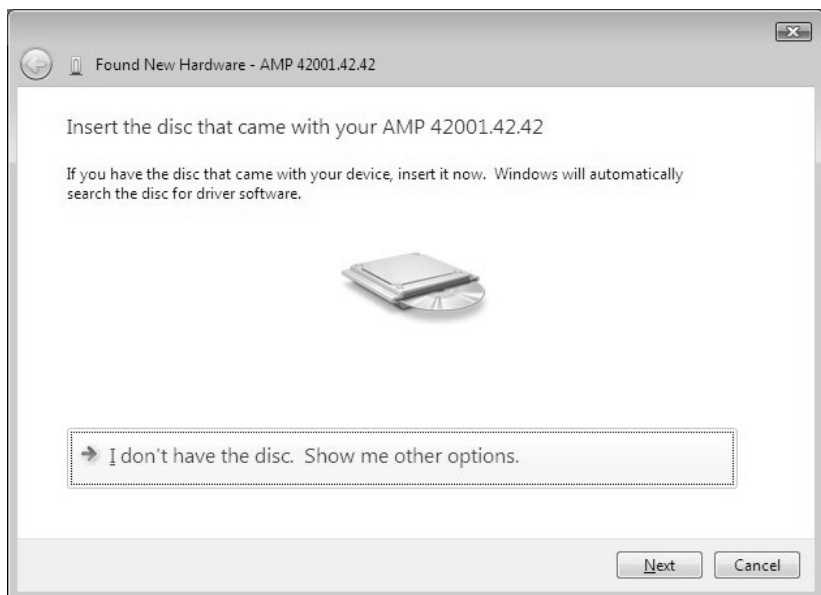 Found New Hardware - AMP 42001.42.42
Insert the disc that came with your AMP 42001.42.42
If you have the disc that came with your device, insert it now.  Windows will automatically
search the disc for driver software.
I don't have the disc.  Show me other options.
Next Cancel